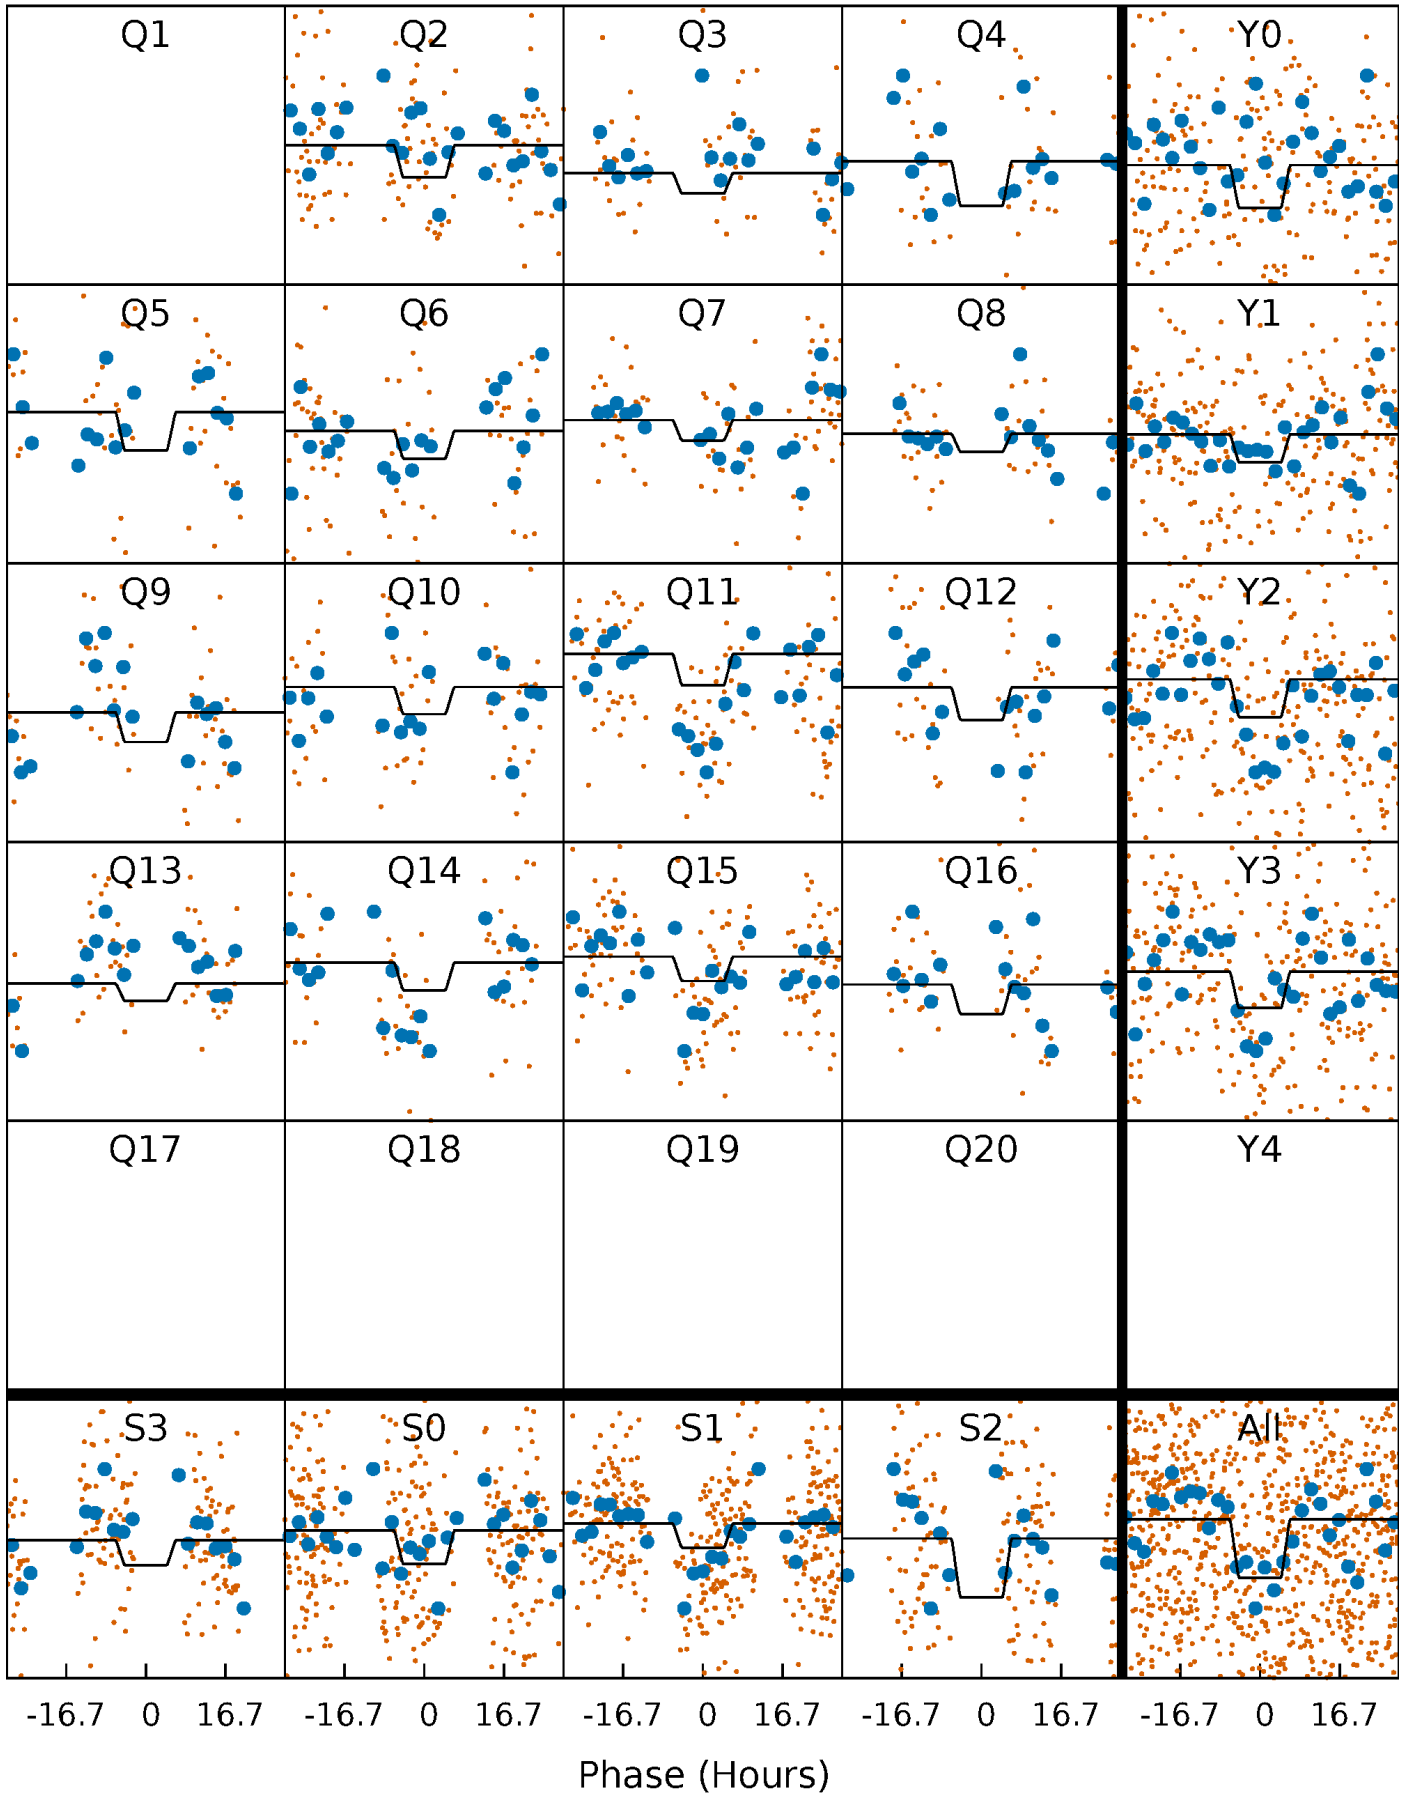 Q1 Q2 Q3 Q4 Y0
Q5 Q6 Q7 Q8 Y1
Q9 Q10 Q11 Q12 Y2
Q13 Q14 Q15 Q16 Y3
Q17 Q18 Q19 Q20 Y4
S3 S0 S1 S2 All
-16.7 0 16.7 -16.7 0 16.7 -16.7 0 16.7 -16.7 0 16.7 -16.7 0 16.7
Phase (Hours)